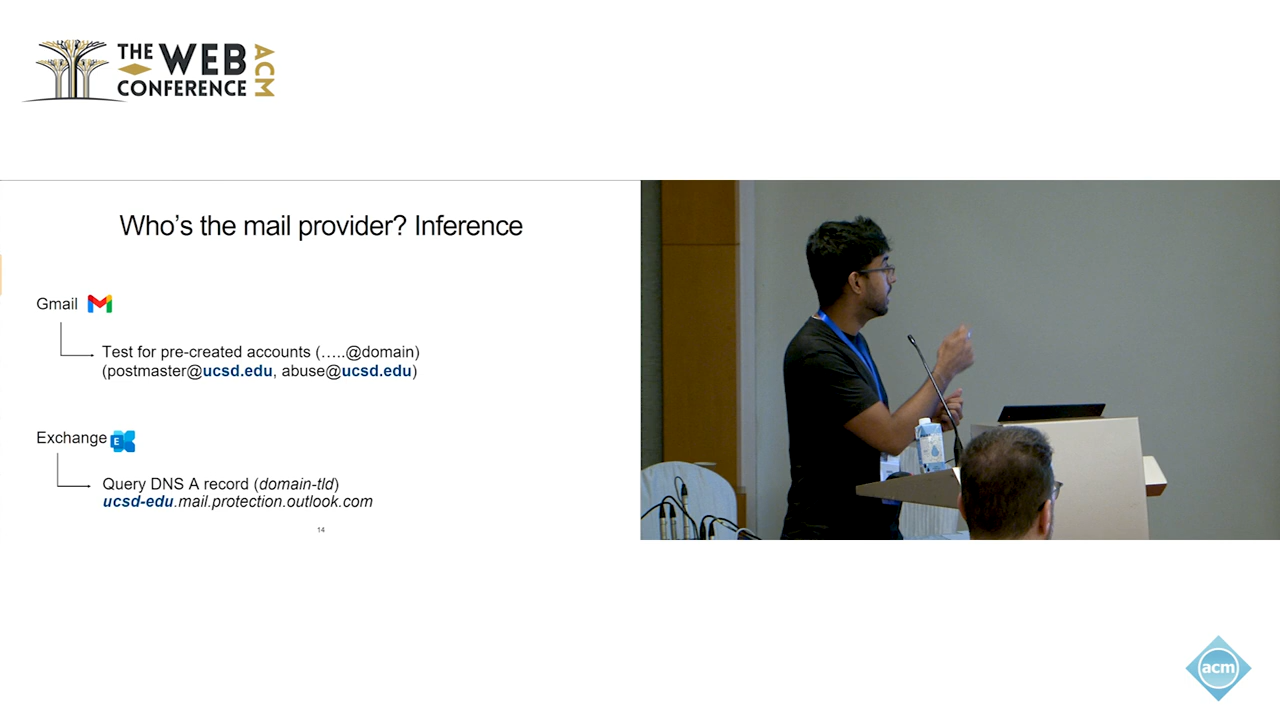 THE WEB
CONFERENCE
ACM
Who's the mail provider? Inference
Gmail
Test for pre-created accounts (…..@domain)
(postmaster@ucsd.edu, abuse@ucsd.edu)
Exchange
E
Query DNS A record (domain-tld)
ucsd-edu.mail.protection.outlook.com
14
acm